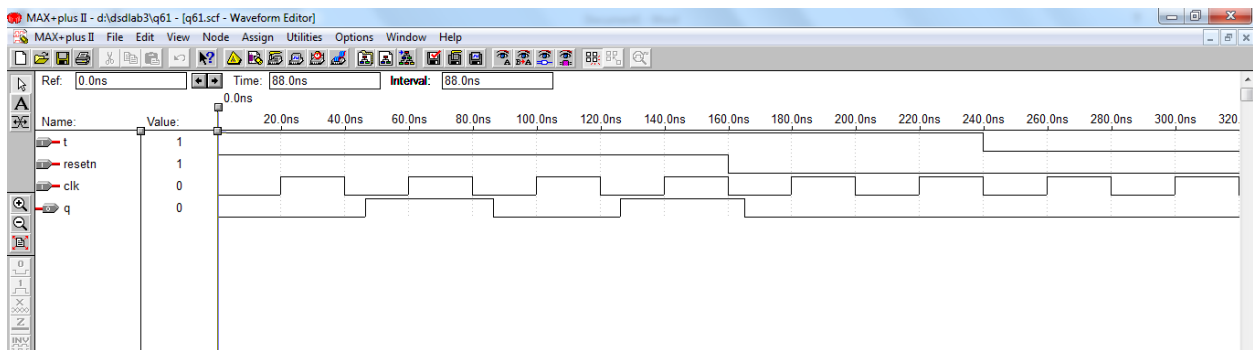 MAX+plus II - d:\dsdlab3\q61 - [q61.scf - Waveform Editor]
MAX+plus II File Edit View Node Assign Utilities Options Window Help
Ref: 0.0ns Time: 88.0ns Interval: 88.0ns
0.0ns
Name: Value: 20.0ns 40.0ns 60.0ns 80.0ns 100.0ns 120.0ns 140.0ns 160.0ns 180.0ns 200.0ns 220.0ns 240.0ns 260.0ns 280.0ns 300.0ns 320.
t 1
resetn 1
clk 0
q 0
A
0
1
X
Z
INV